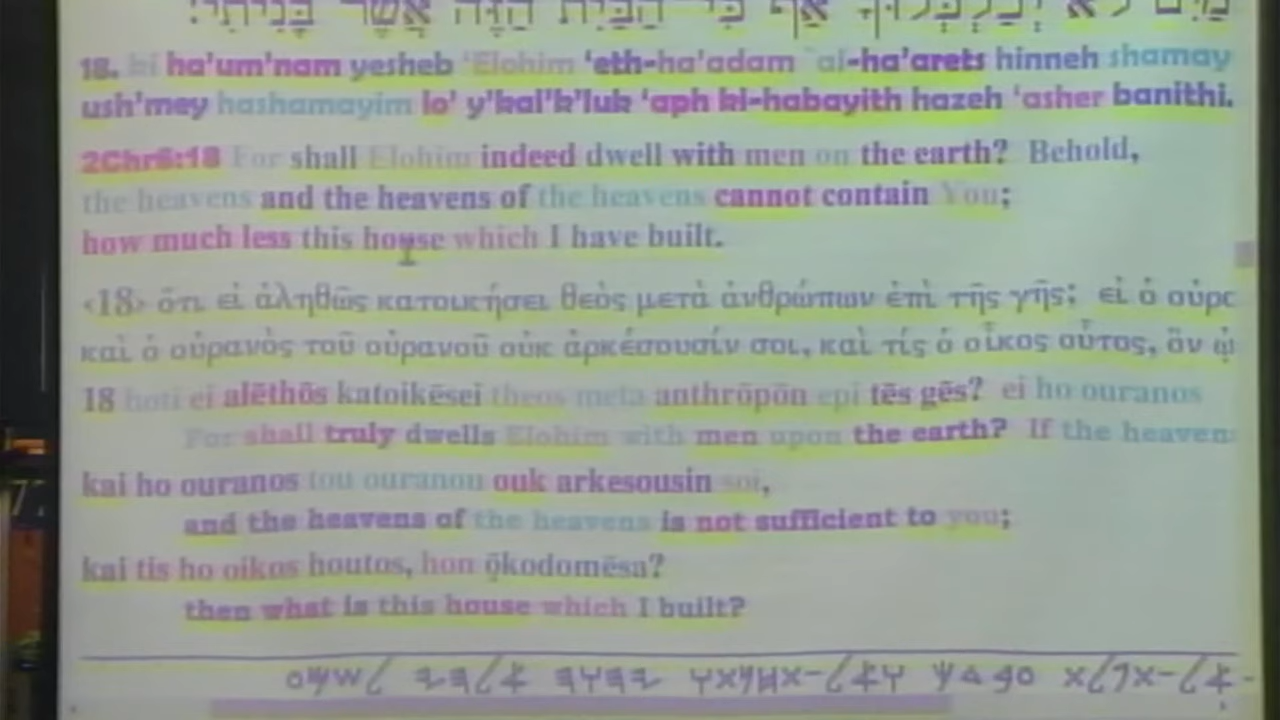 מַיִם לֹא יְכַלְכְּלוּךָ אַף כִּי הַבַּיִת הַזֶּה אֲשֶׁר בָּנִיתִי׃
18. ki ha'um'nam yesheb 'Elohim 'eth-ha'adam `al-ha'arets hinneh shamay
ush'mey hashamayim lo' y'kal'k'luk 'aph ki-habayith hazeh 'asher banithi.
2Chr6:18 For shall Elohim indeed dwell with men on the earth? Behold,
the heavens and the heavens of the heavens cannot contain You;
how much less this house which I have built.
‹18› ὅτι εἰ ἀληθῶς κατοικήσει θεὸς μετὰ ἀνθρώπων ἐπὶ τῆς γῆς; εἰ ὁ οὐρα
καὶ ὁ οὐρανὸς τοῦ οὐρανοῦ οὐκ ἀρκέσουσίν σοι, καὶ τίς ὁ οἶκος οὗτος, ὃν ᾠ
18 hoti ei alēthōs katoikēsei theos meta anthrōpōn epi tēs gēs? ei ho ouranos
For shall truly dwells Elohim with men upon the earth? If the heaven
kai ho ouranos tou ouranou ouk arkesousin soi,
and the heavens of the heavens is not sufficient to you;
kai tis ho oikos houtos, hon ōkodomēsa?
then what is this house which I built?